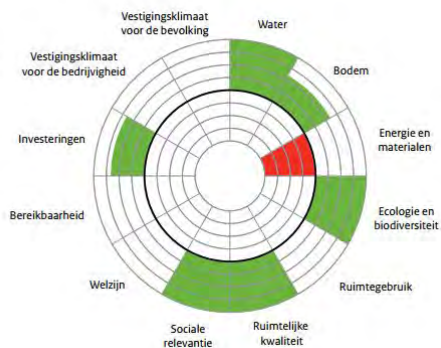 Vestigingsklimaat
voor de bevolking
Water
Bodem
Energie en
materialen
Ecologie en
biodiversiteit
Ruimtegebruik
Ruimtelijke
kwaliteit
Sociale
relevantie
Welzijn
Bereikbaarheid
Investeringen
Vestigingsklimaat
voor de bedrijvigheid